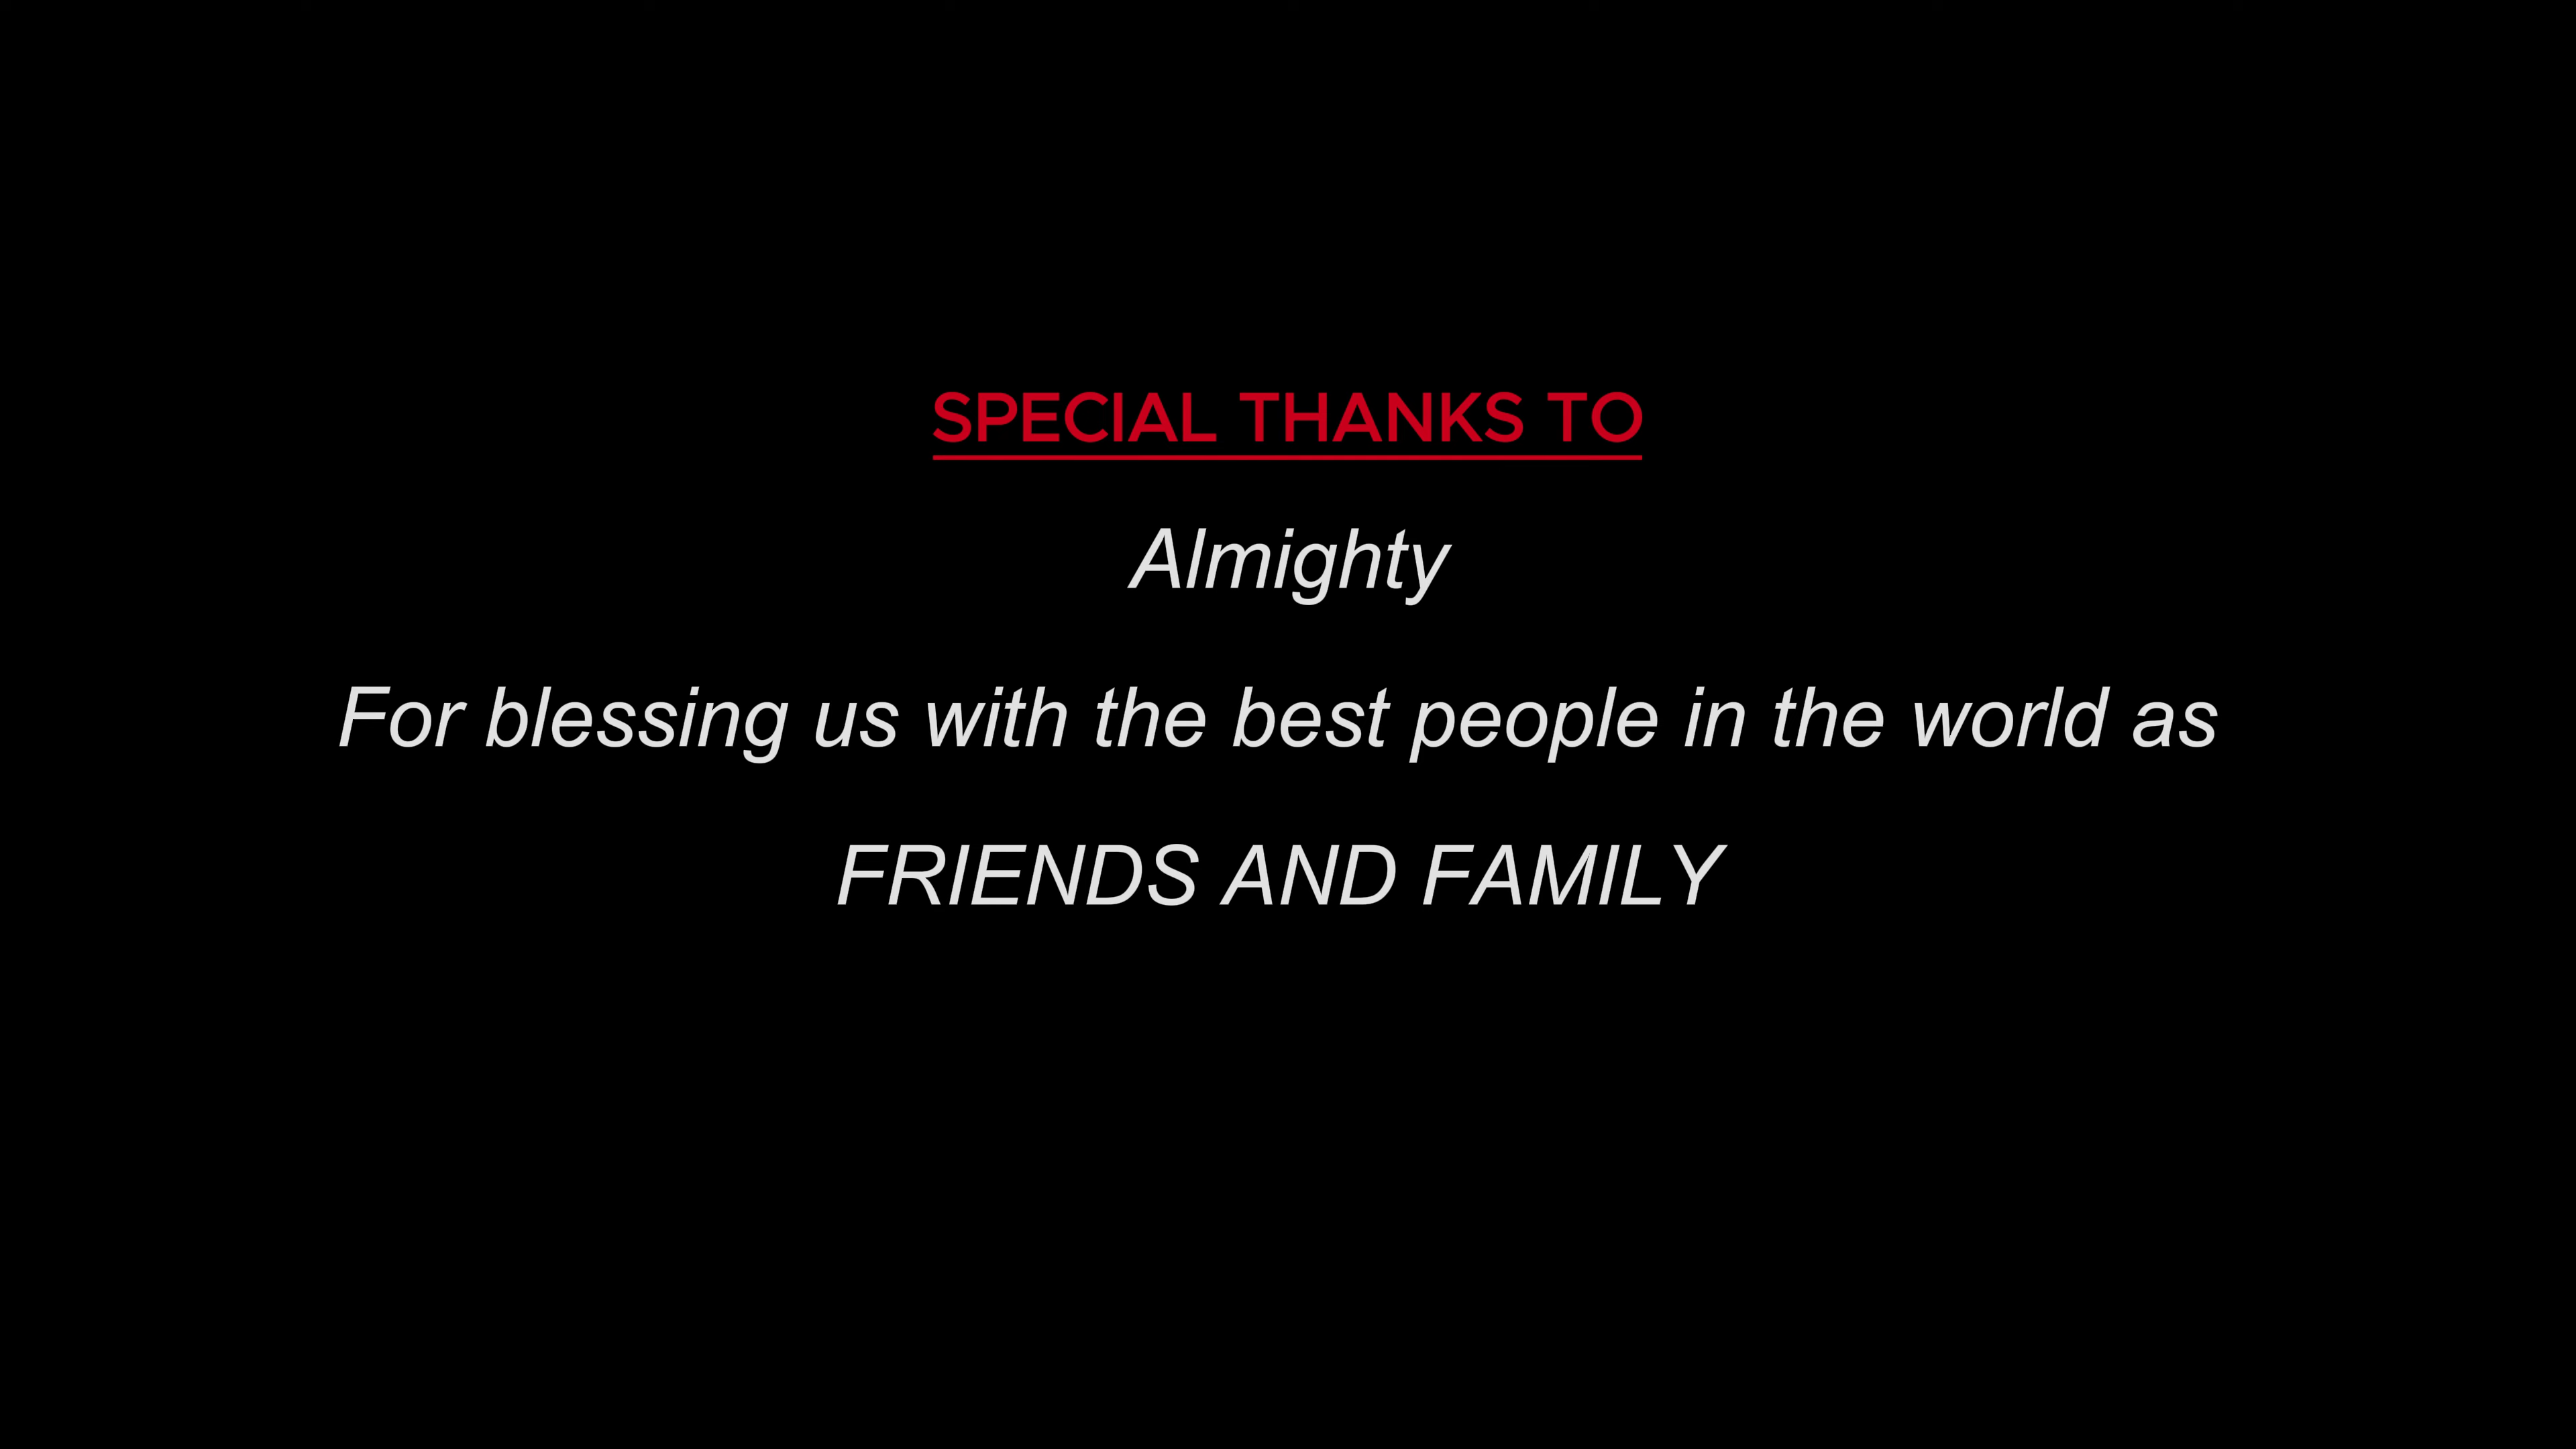 SPECIAL THANKS TO
Almighty
For blessing us with the best people in the world as
FRIENDS AND FAMILY